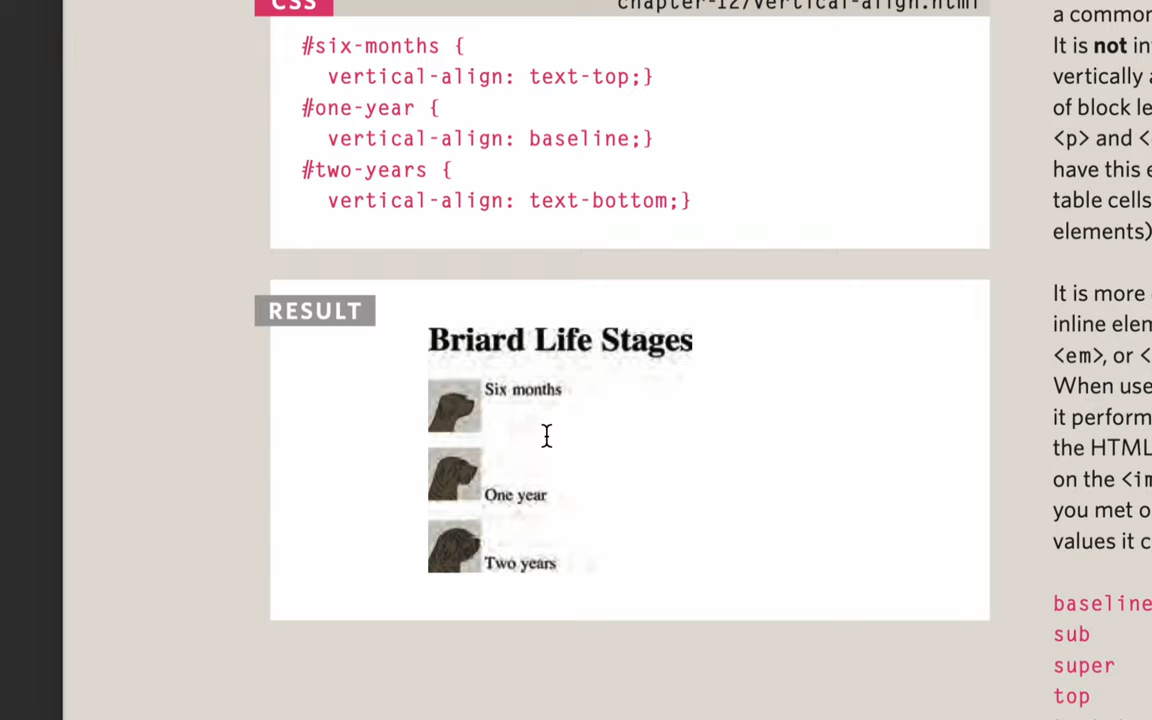 CSS
chapter-12/vertical-align.html
#six-months {
vertical-align: text-top;}
#one-year {
vertical-align: baseline;}
#two-years {
vertical-align: text-bottom;}
RESULT
Briard Life Stages
Six months
One year
Two years
a common
It is not in
vertically a
of block le
<p> and <
have this e
table cells
elements)
It is more
inline elem
<em>, or <
When use
it perform
the HTML
on the <im
you met o
values it c
baseline
sub
super
top